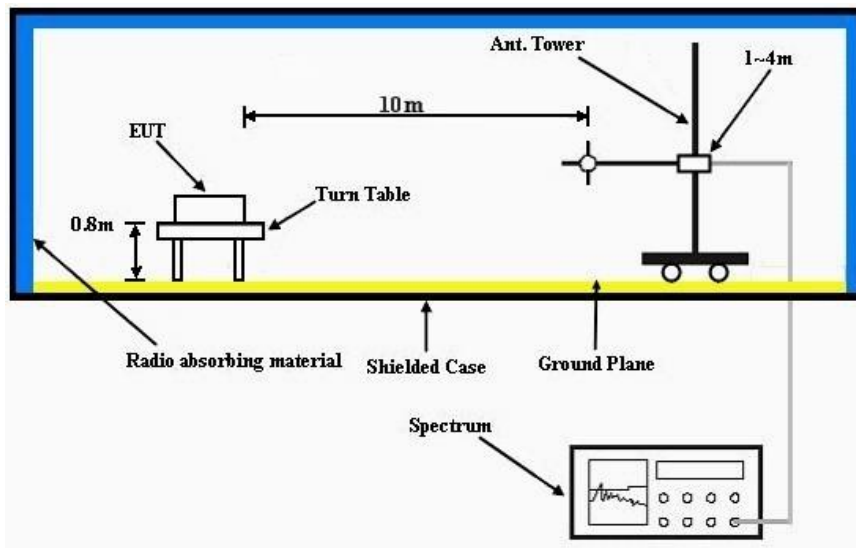 Ant. Tower
1~4m
10m
EUT
Turn Table
0.8m
Radio absorbing material
Shielded Case
Ground Plane
Spectrum